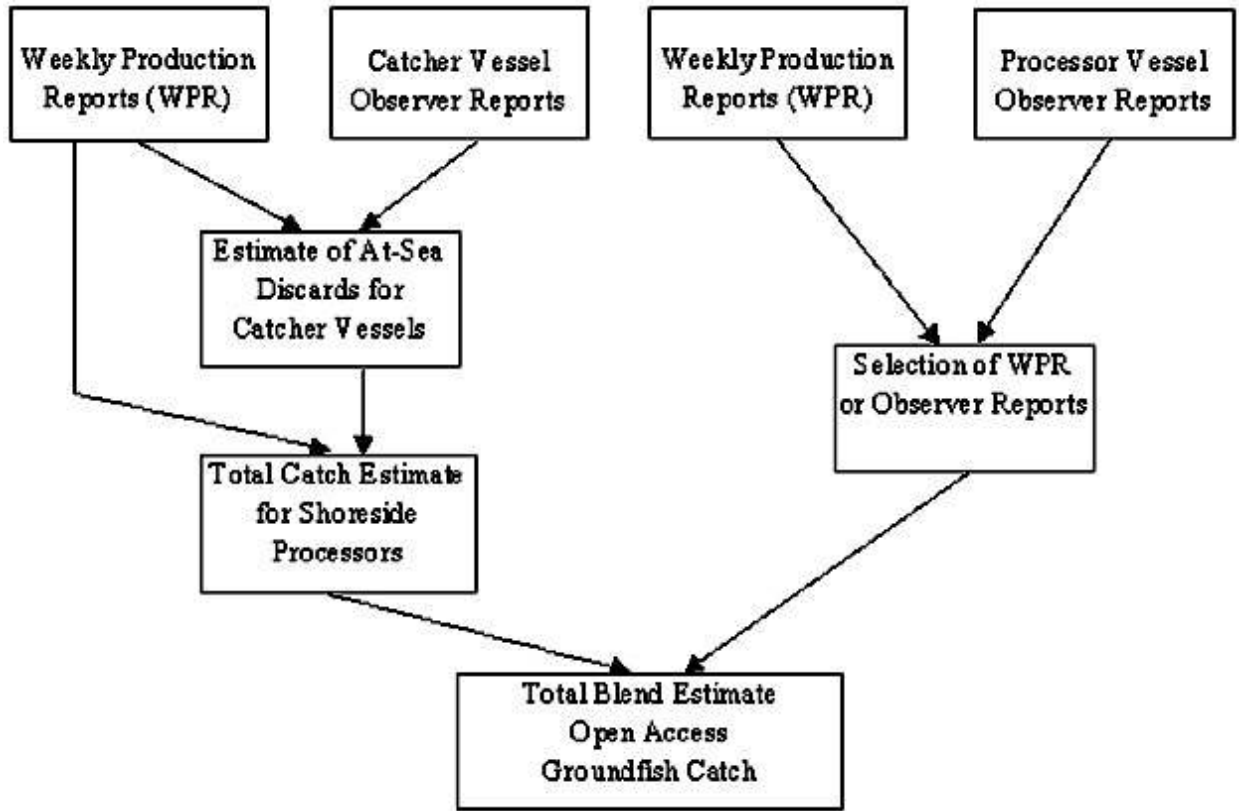 Weekly Production
Reports (WPR)
Catcher Vessel
Observer Reports
Weekly Production
Reports (WPR)
Processor Vessel
Observer Reports
Estimate of At-Sea
Discards for
Catcher Vessels
Selection of WPR
or Observer Reports
Total Catch Estimate
for Shoreside
Processors
Total Blend Estimate
Open Access
Groundfish Catch